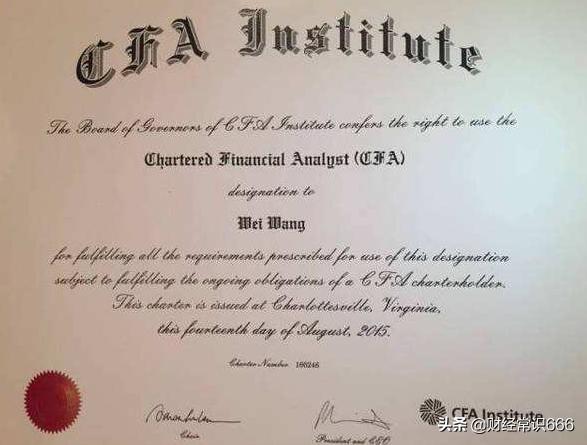 CFA Institute
The Board of Governors of CFA Institute confers the right to use the
Chartered Financial Analyst (CFA)
designation to
Wei Wang
for fulfilling all the requirements prescribed for use of this designation
subject to fulfilling the ongoing obligations of a CFA charterholder.
This charter is issued at Charlottesville, Virginia,
this fourteenth day of August, 2015.
Charter Number 166246
Chair
President and CEO
CFA Institute
头条 @财经常识666